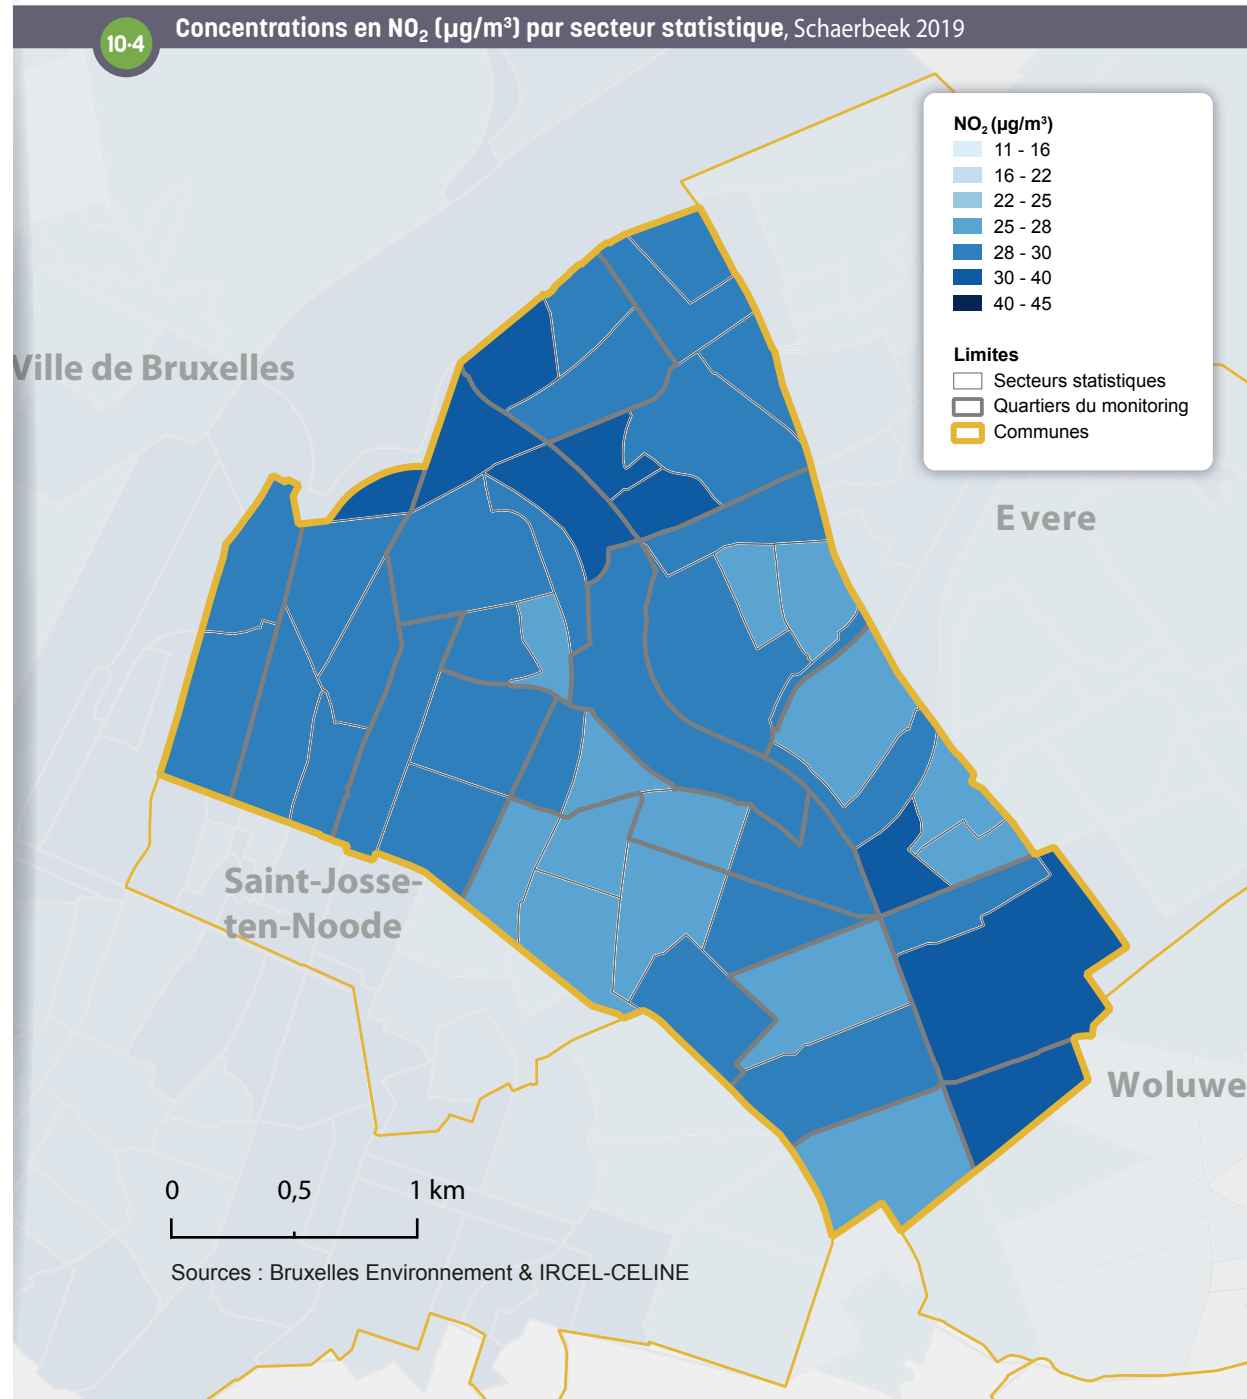 10·4
Concentrations en NO₂ (µg/m³) par secteur statistique, Schaerbeek 2019
NO₂ (µg/m³)
11 - 16
16 - 22
22 - 25
25 - 28
28 - 30
30 - 40
40 - 45
Limites
Secteurs statistiques
Quartiers du monitoring
Communes
Ville de Bruxelles
Evere
Saint-Josse-
ten-Noode
Woluwe
0 0,5 1 km
Sources : Bruxelles Environnement & IRCEL-CELINE